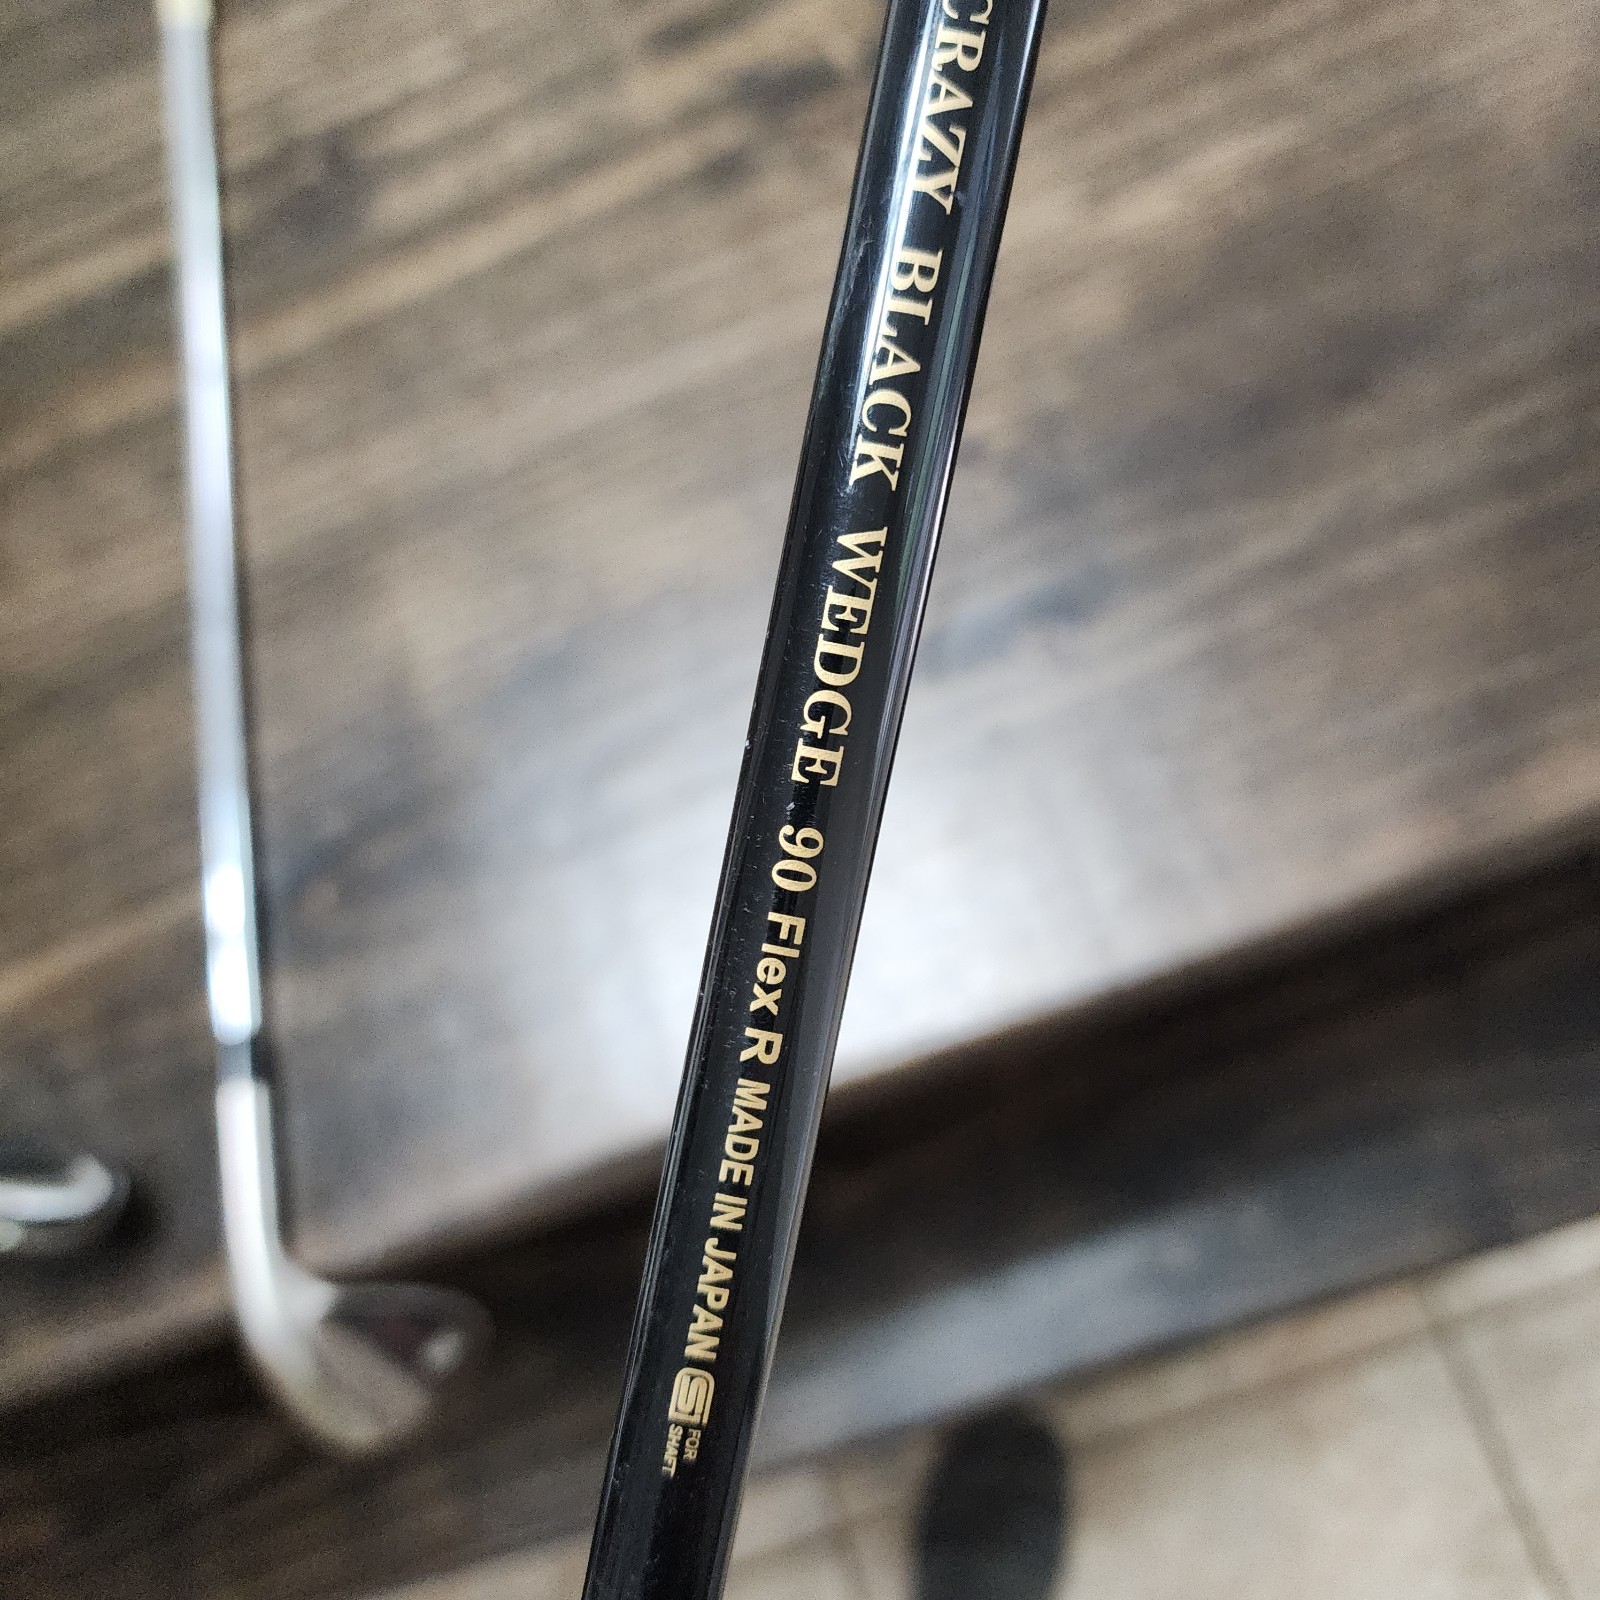 CRAZY BLACK WEDGE 90 Flex R MADE IN JAPAN S FOR
SHAFT